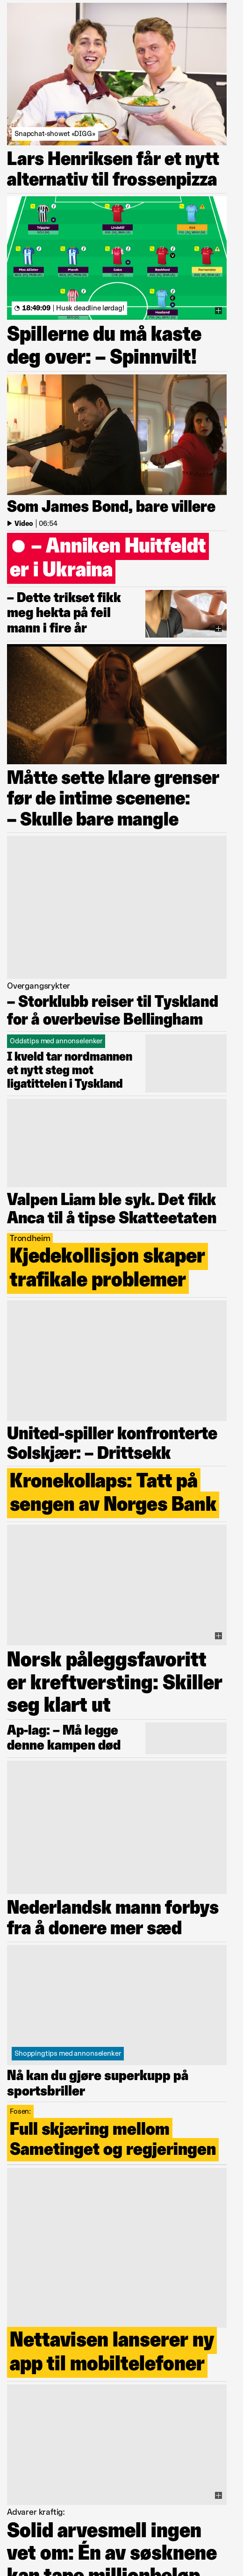 Snapchat-showet «DIGG»
Lars Henriksen får et nytt
alternativ til frossenpizza
Trippier
Lindelöf
Pau
Mac Allister
March
Saka
Rashford
Fernandes
Haaland
18:49:09 | Husk deadline lørdag!
Spillerne du må kaste
deg over: – Spinnvilt!
Som James Bond, bare villere
Video | 06:54
– Anniken Huitfeldt
er i Ukraina
– Dette trikset fikk
meg hekta på feil
mann i fire år
Måtte sette klare grenser
før de intime scenene:
– Skulle bare mangle
Overgangsrykter
– Storklubb reiser til Tyskland
for å overbevise Bellingham
Oddstips med annonselenker
I kveld tar nordmannen
et nytt steg mot
ligatittelen i Tyskland
Valpen Liam ble syk. Det fikk
Anca til å tipse Skatteetaten
Trondheim
Kjedekollisjon skaper
trafikale problemer
United-spiller konfronterte
Solskjær: – Drittsekk
Kronekollaps: Tatt på
sengen av Norges Bank
Norsk påleggsfavoritt
er kreftversting: Skiller
seg klart ut
Ap-lag: – Må legge
denne kampen død
Nederlandsk mann forbys
fra å donere mer sæd
Shoppingtips med annonselenker
Nå kan du gjøre superkupp på
sportsbriller
Fosen:
Full skjæring mellom
Sametinget og regjeringen
Nettavisen lanserer ny
app til mobiltelefoner
Advarer kraftig:
Solid arvesmell ingen
vet om: Én av søsknene
kan tape millionbeløp